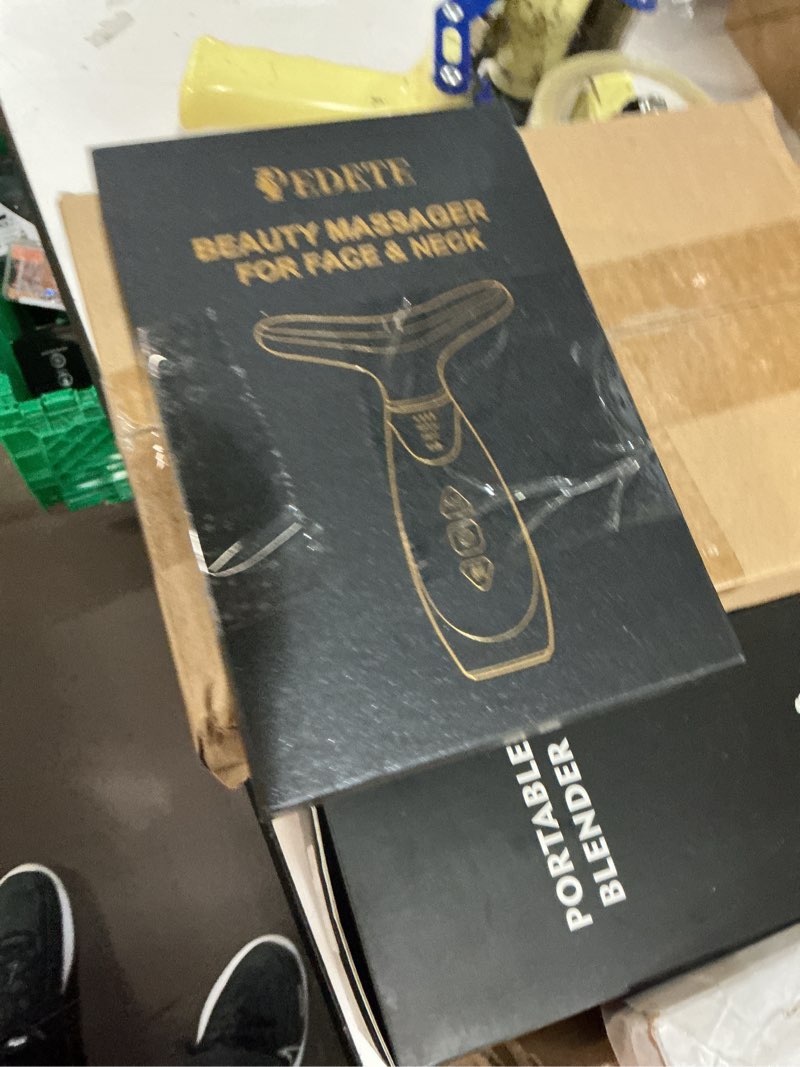 PEDETE
BEAUTY MASSAGER
FOR FACE & NECK
PORTABLE
BLENDER